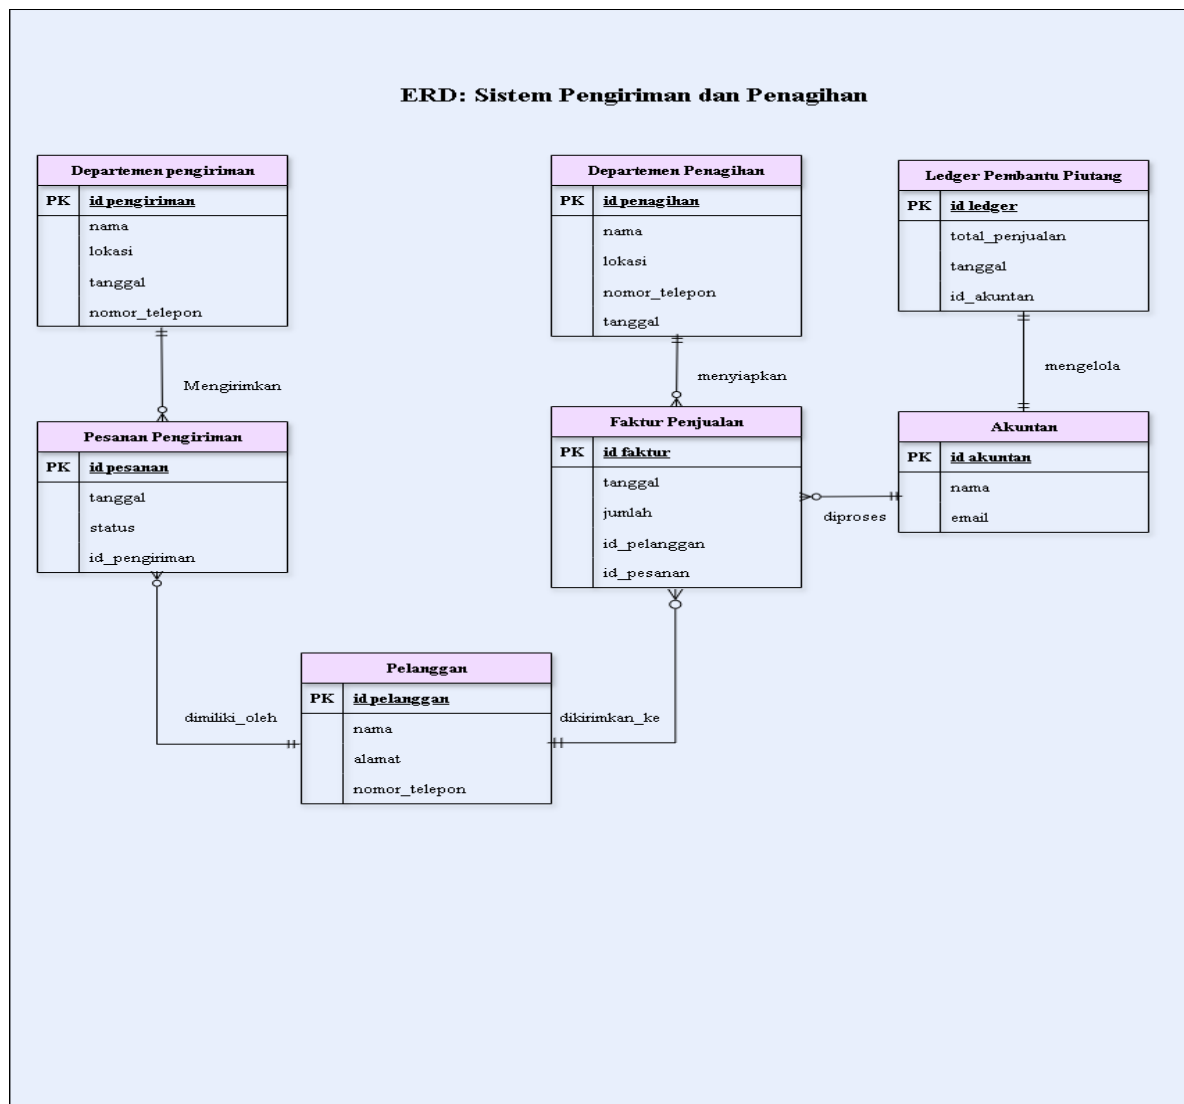 ERD: Sistem Pengiriman dan Penagihan
Departemen pengiriman
PK id pengiriman
nama
lokasi
tanggal
nomor_telepon
Departemen Penagihan
PK id penagihan
nama
lokasi
nomor_telepon
tanggal
Ledger Pembantu Piutang
PK id ledger
total_penjualan
tanggal
id_akuntan
Mengirimkan
menyiapkan
mengelola
Pesanan Pengiriman
PK id pesanan
tanggal
status
id_pengiriman
Faktur Penjualan
PK id faktur
tanggal
jumlah
id_pelanggan
id_pesanan
diproses
Akuntan
PK id akuntan
nama
email
Pelanggan
PK id pelanggan
nama
alamat
nomor_telepon
dimiliki_oleh
dikirimkan_ke